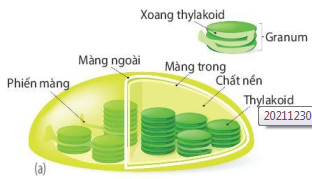 Xoang thylakoid
Granum
Màng ngoài
Màng trong
Phiến màng
Chất nền
Thylakoid
20211230
(a)